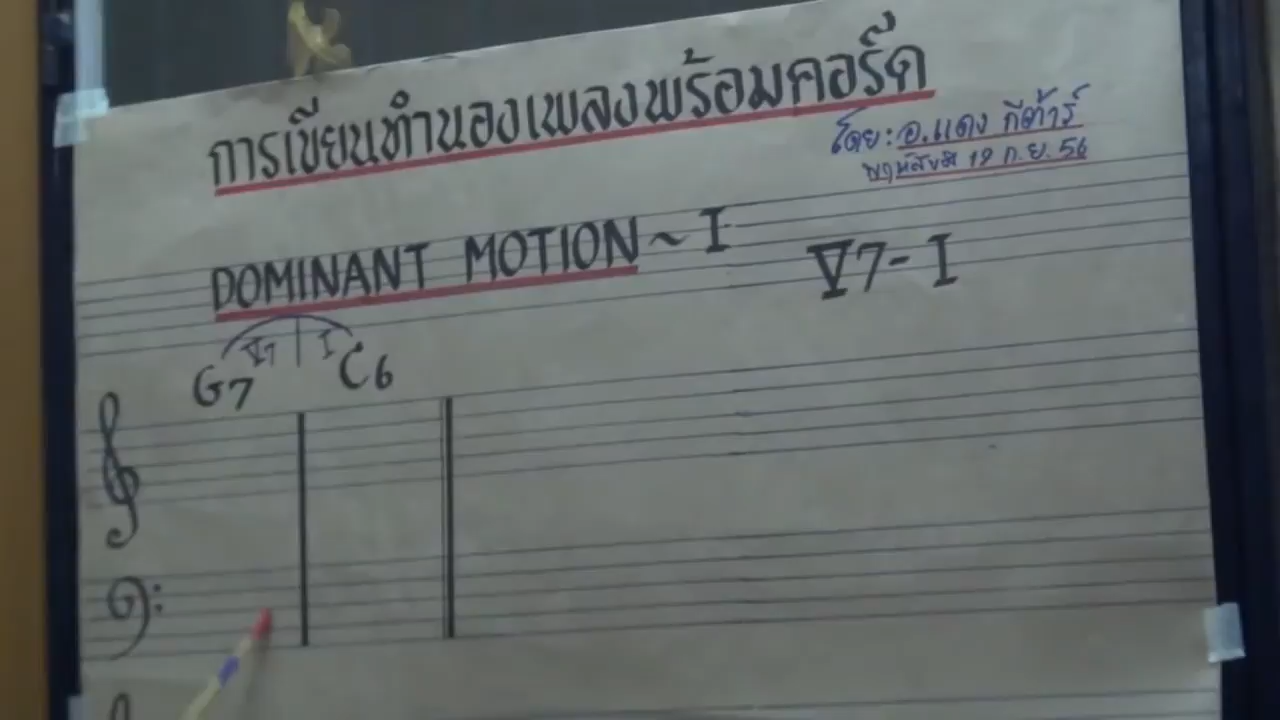 การเขียนทำนองเพลงพร้อมคอร์ด
โดย: อ.แดง กีต้าร์
พฤหัสบดี 19 ก.ย. 56
DOMINANT MOTION ~ I
V7 - I
V7 | I
G7 C6